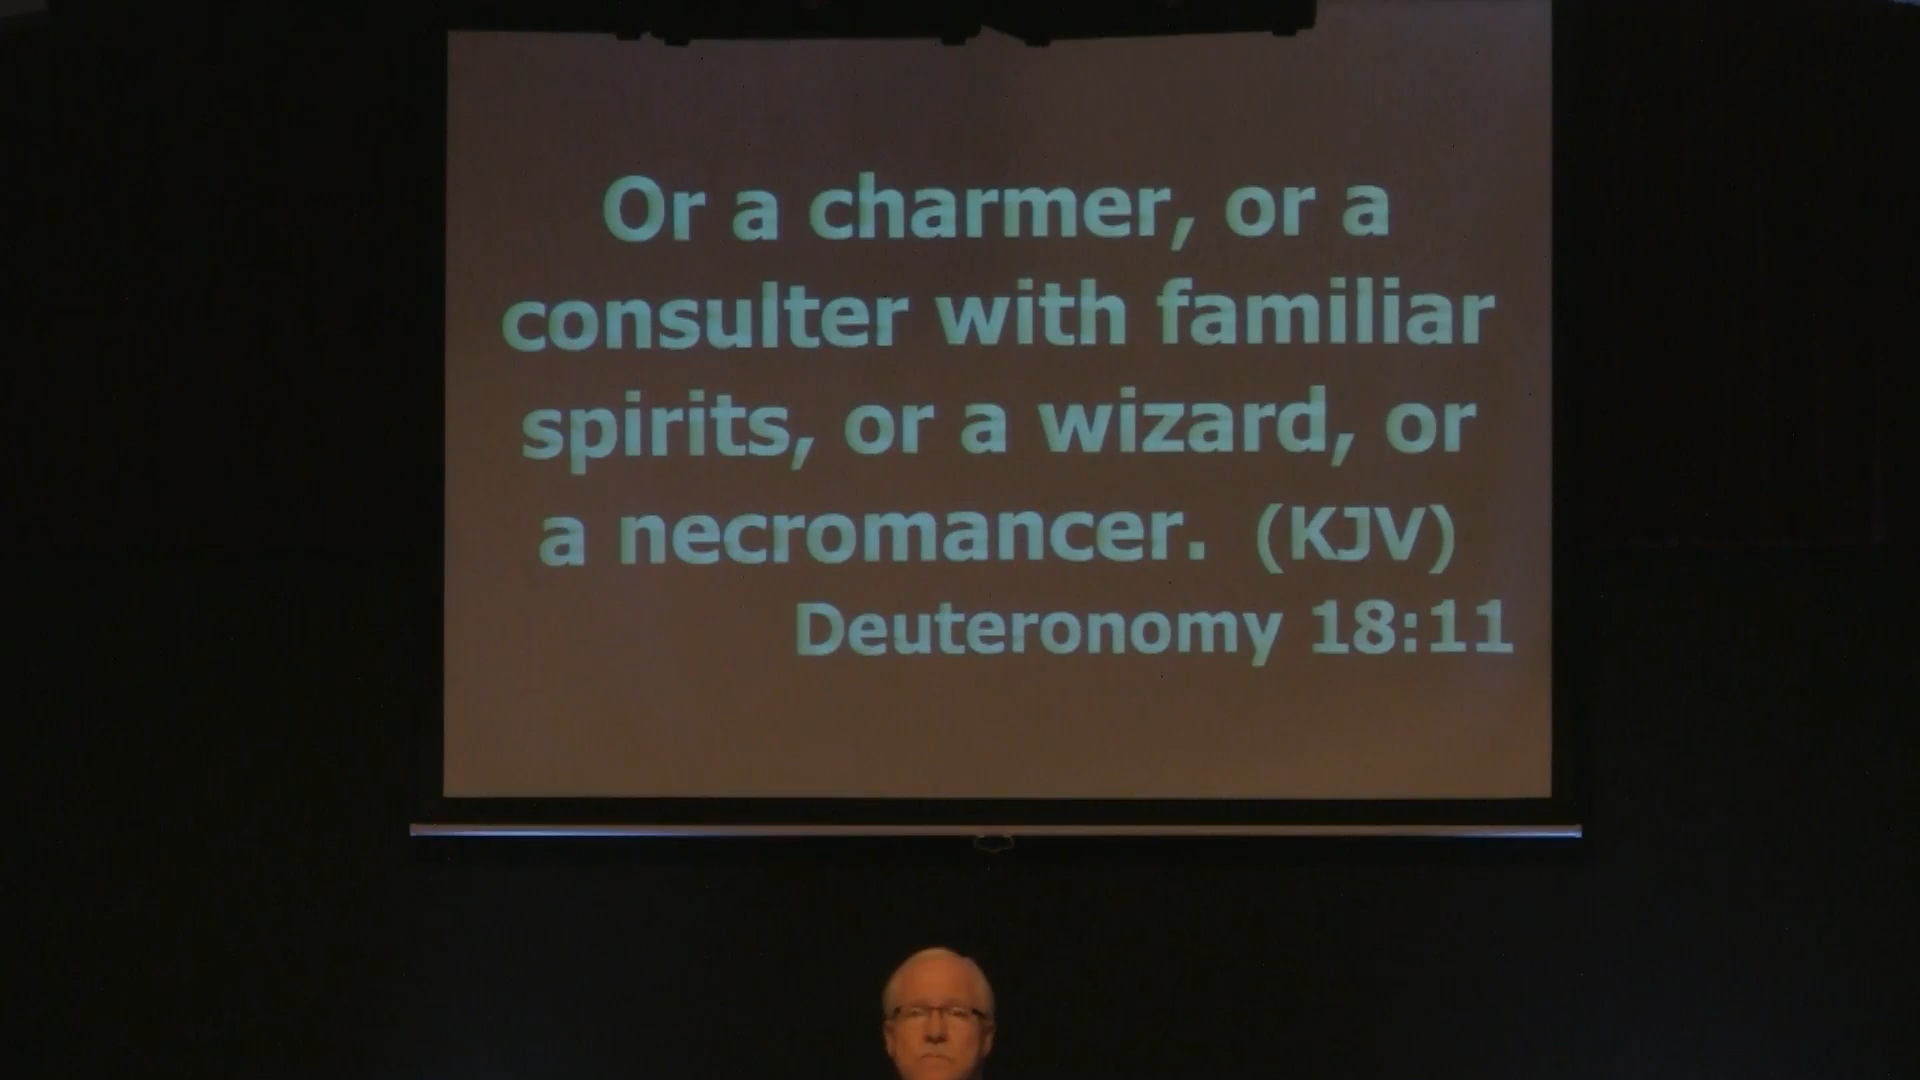 Or a charmer, or a
consulter with familiar
spirits, or a wizard, or
a necromancer. (KJV)
Deuteronomy 18:11